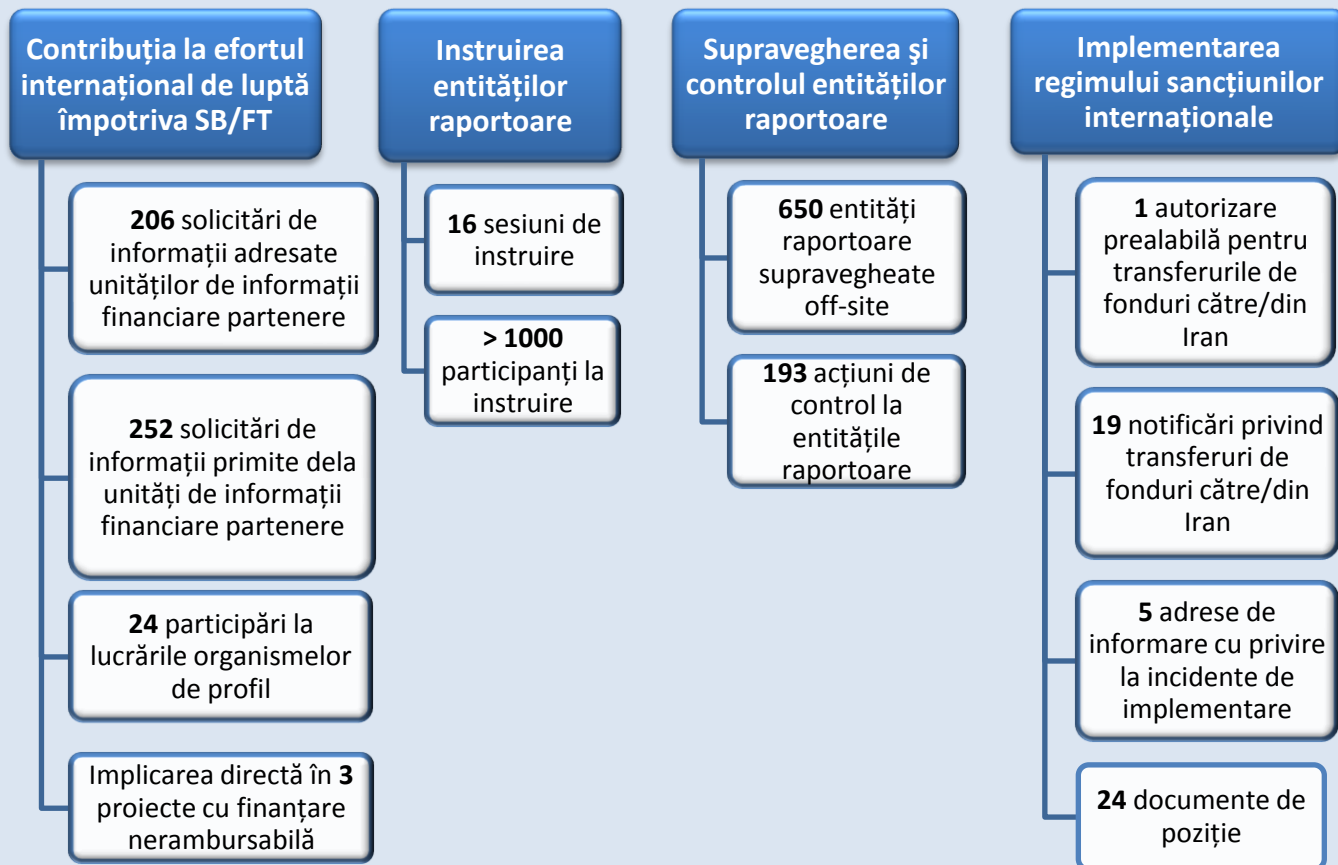 Contribuția la efortul
internațional de luptă
împotriva SB/FT
206 solicitări de
informații adresate
unităților de informații
financiare partenere
252 solicitări de
informații primite dela
unități de informații
financiare partenere
24 participări la
lucrările organismelor
de profil
Implicarea directă în 3
proiecte cu finanțare
nerambursabilă
Instruirea
entităților
raportoare
16 sesiuni de
instruire
> 1000
participanți la
instruire
Supravegherea şi
controlul entităților
raportoare
650 entități
raportoare
supravegheate
off-site
193 acțiuni de
control la
entitățile
raportoare
Implementarea
regimului sancțiunilor
internaționale
1 autorizare
prealabilă pentru
transferurile de
fonduri către/din
Iran
19 notificări privind
transferuri de
fonduri către/din
Iran
5 adrese de
informare cu privire
la incidente de
implementare
24 documente de
poziție